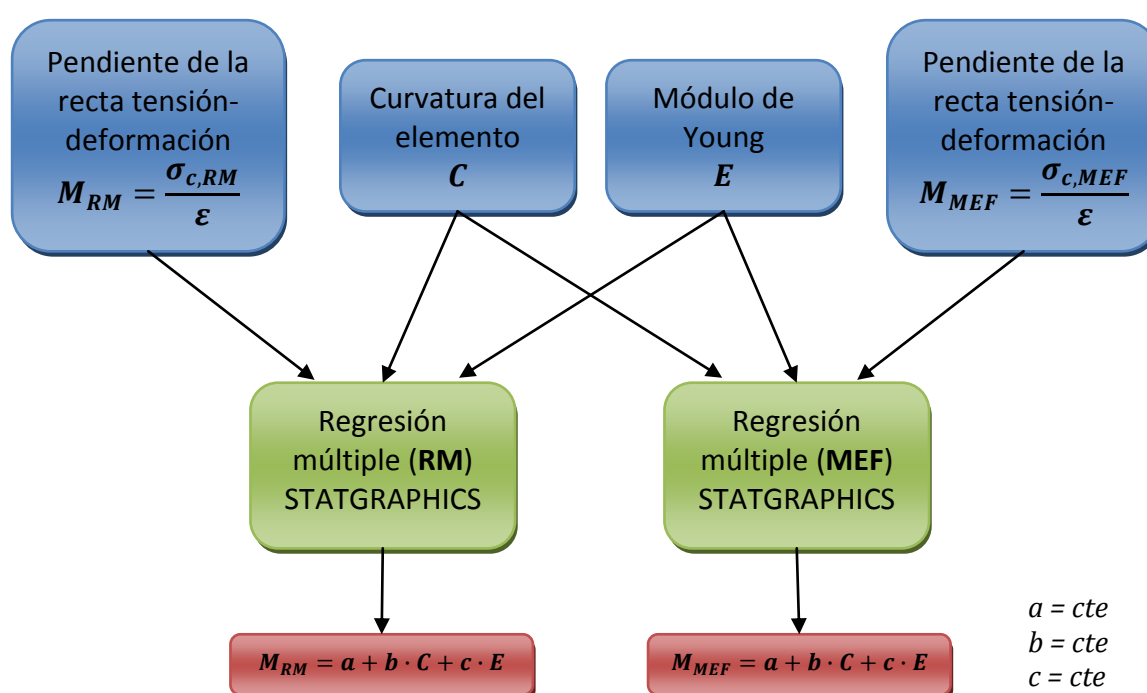 Pendiente de la
recta tensión-
deformación
M_RM = σ_c,RM / ε
Curvatura del
elemento
C
Módulo de
Young
E
Pendiente de la
recta tensión-
deformación
M_MEF = σ_c,MEF / ε
Regresión
múltiple (RM)
STATGRAPHICS
Regresión
múltiple (MEF)
STATGRAPHICS
M_RM = a + b · C + c · E
M_MEF = a + b · C + c · E
a = cte
b = cte
c = cte